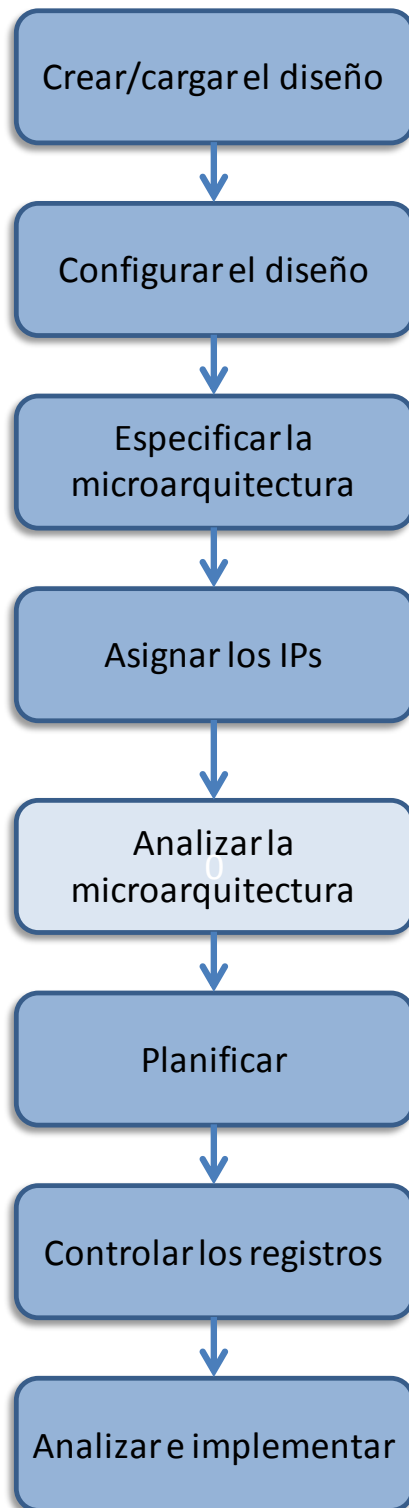 Crear/cargar el diseño
Configurar el diseño
Especificar la
microarquitectura
Asignar los IPs
Analizar la
0
microarquitectura
Planificar
Controlar los registros
Analizar e implementar